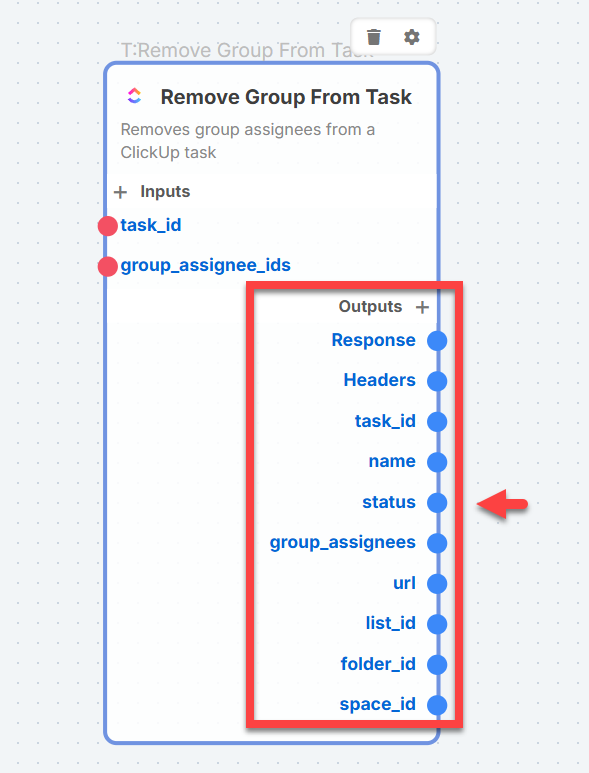 T:Remove Group From Task
Remove Group From Task
Removes group assignees from a
ClickUp task
+ Inputs
task_id
group_assignee_ids
Outputs +
Response
Headers
task_id
name
status
group_assignees
url
list_id
folder_id
space_id